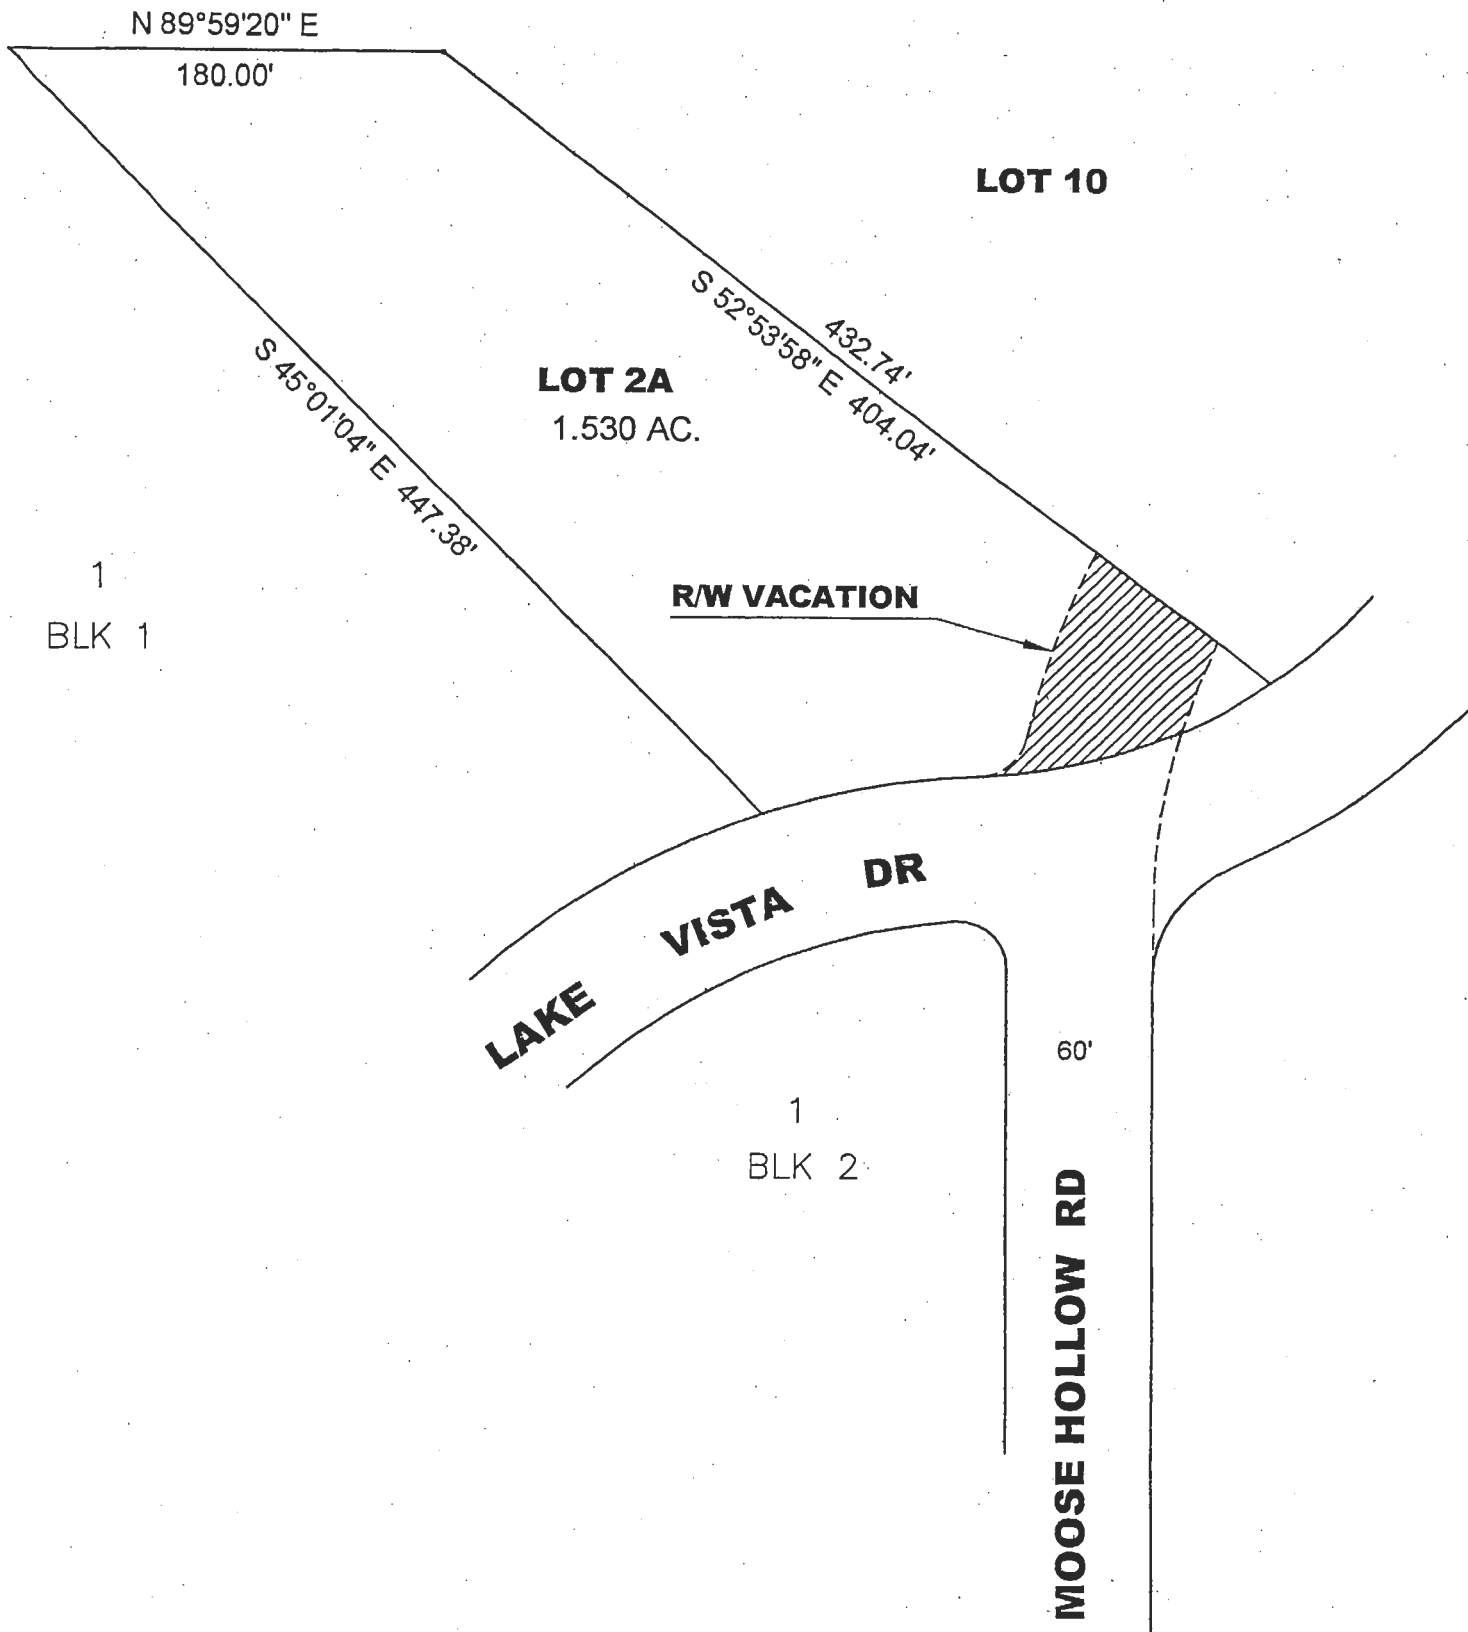 N 89°59'20" E
180.00'
LOT 10
S 52°53'58" E 404.04'
432.74'
S 45°01'04" E 447.38'
LOT 2A
1.530 AC.
1
BLK 1
R/W VACATION
LAKE VISTA DR
60'
1
BLK 2
MOOSE HOLLOW RD